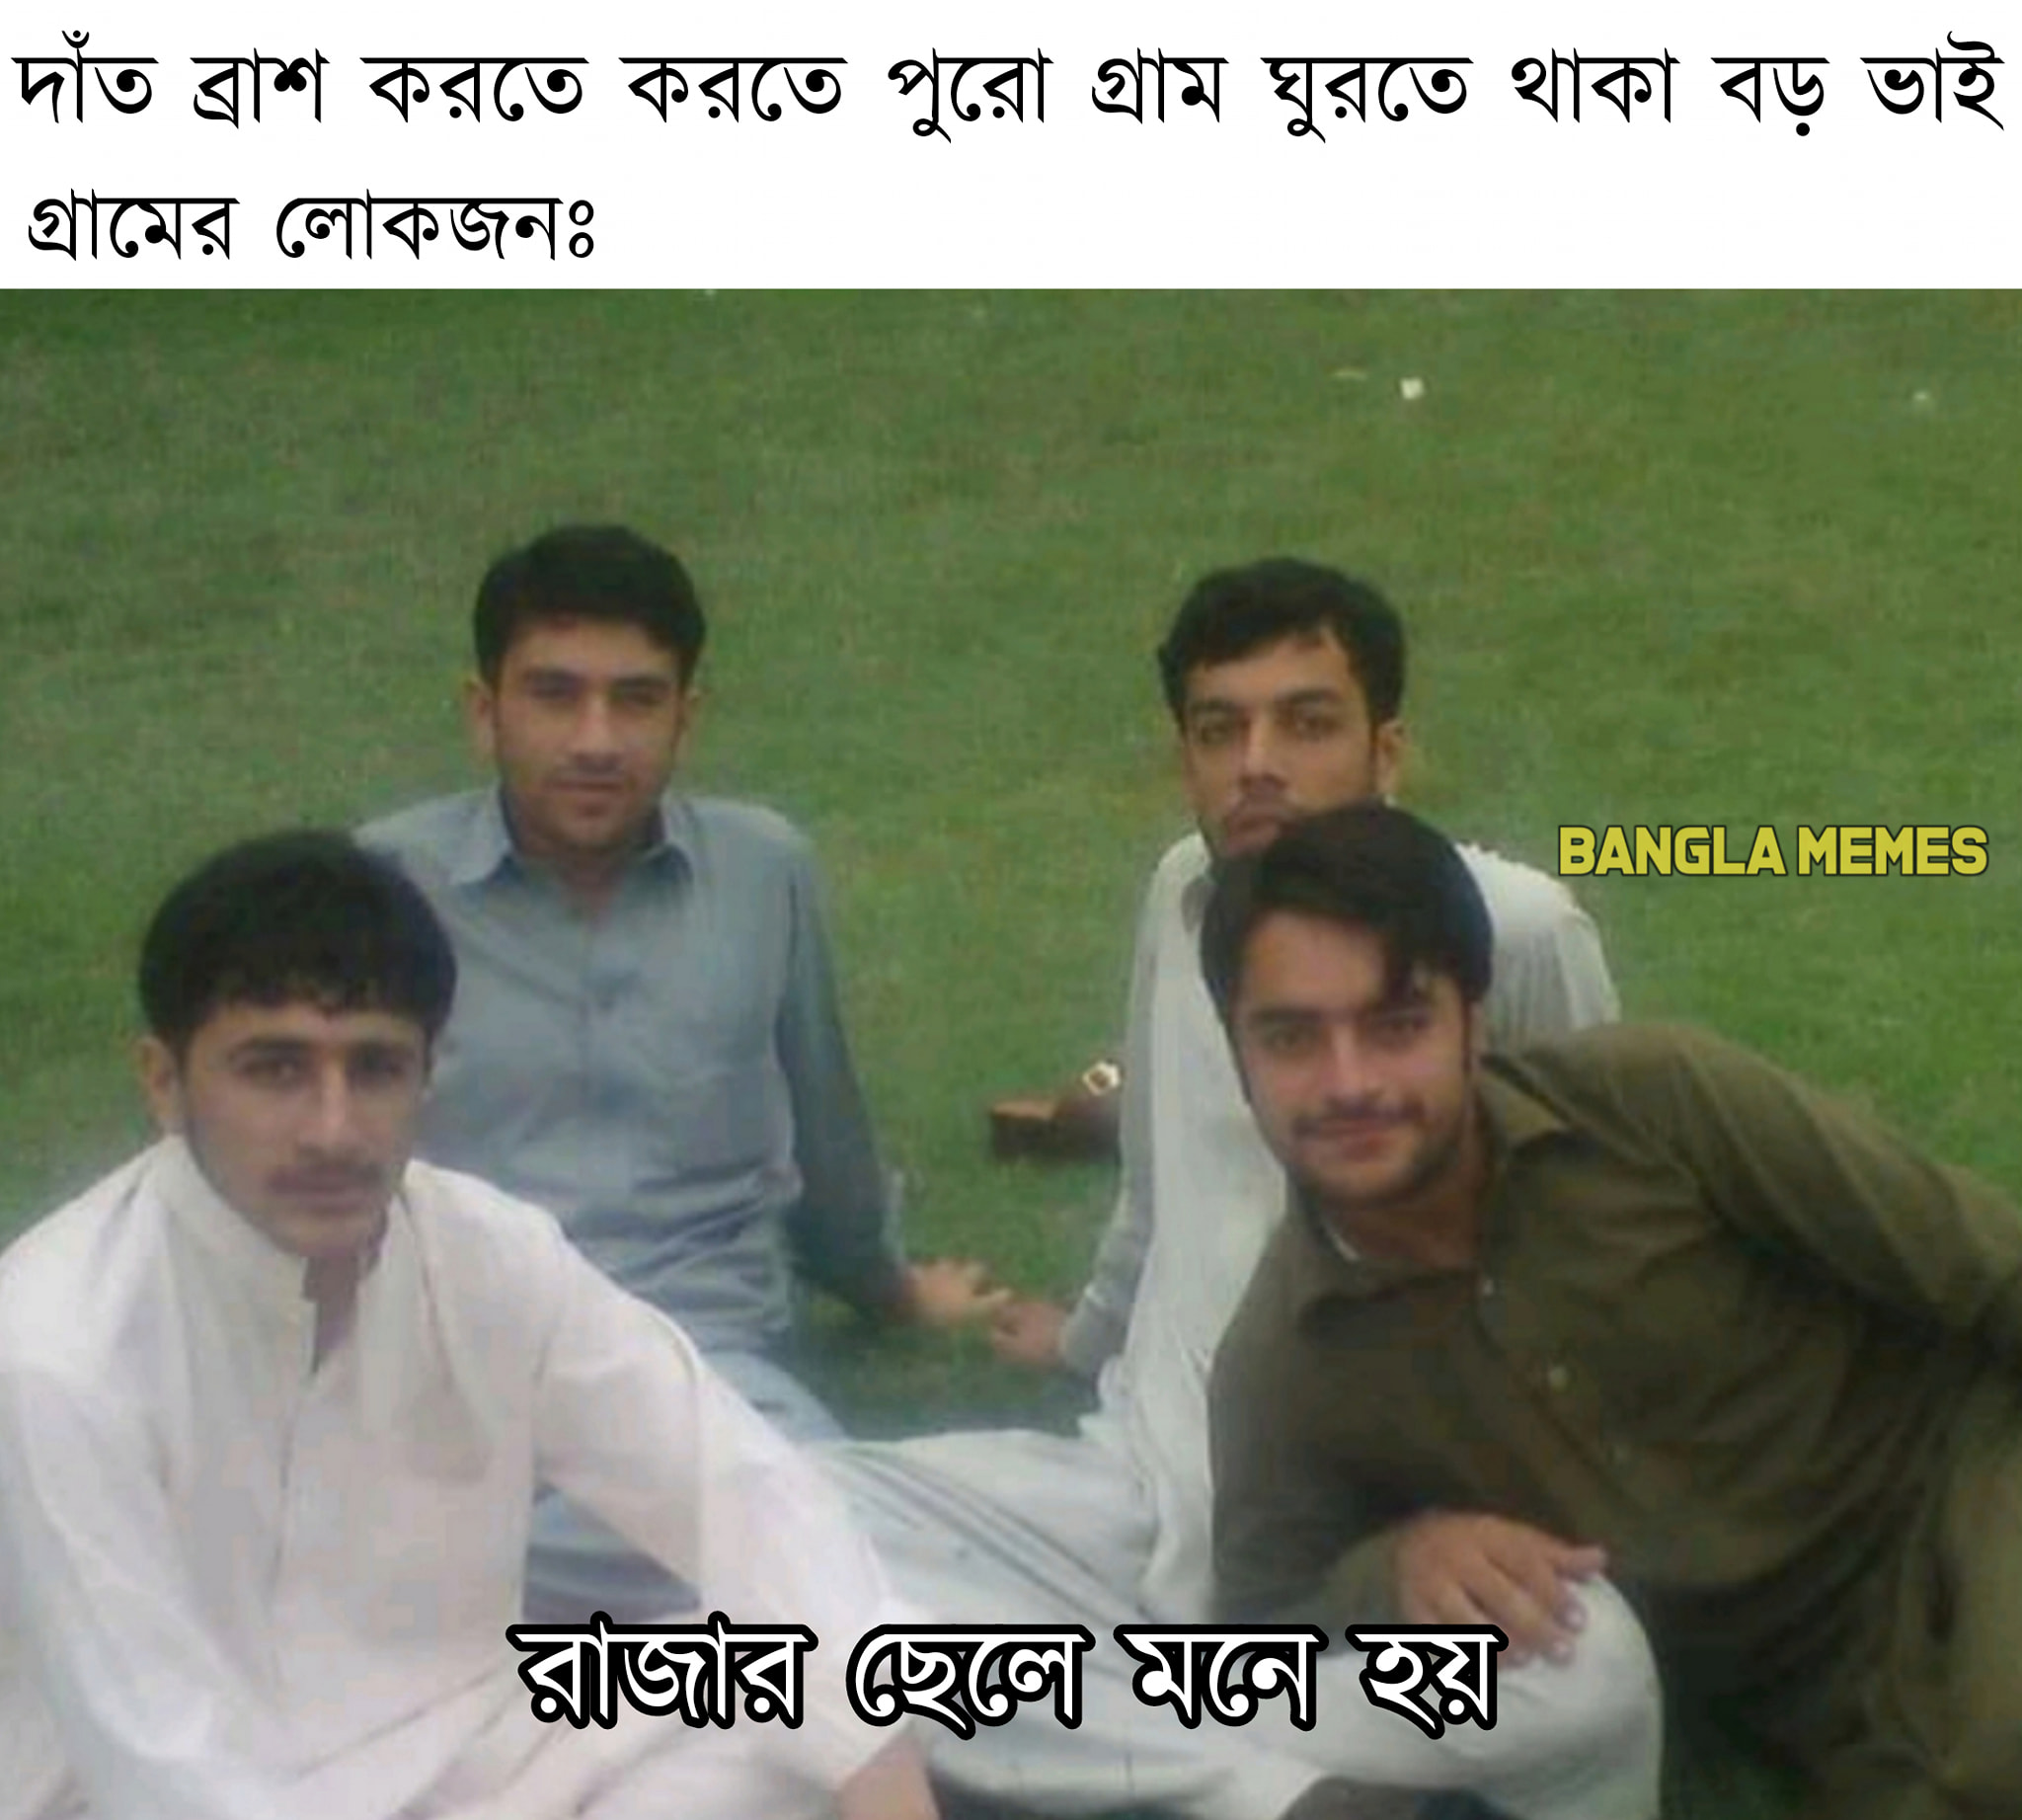 দাঁত ব্রাশ করতে করতে পুরো গ্রাম ঘুরতে থাকা বড় ভাই
গ্রামের লোকজনঃ
BANGLA MEMES
রাজার ছেলে মনে হয়